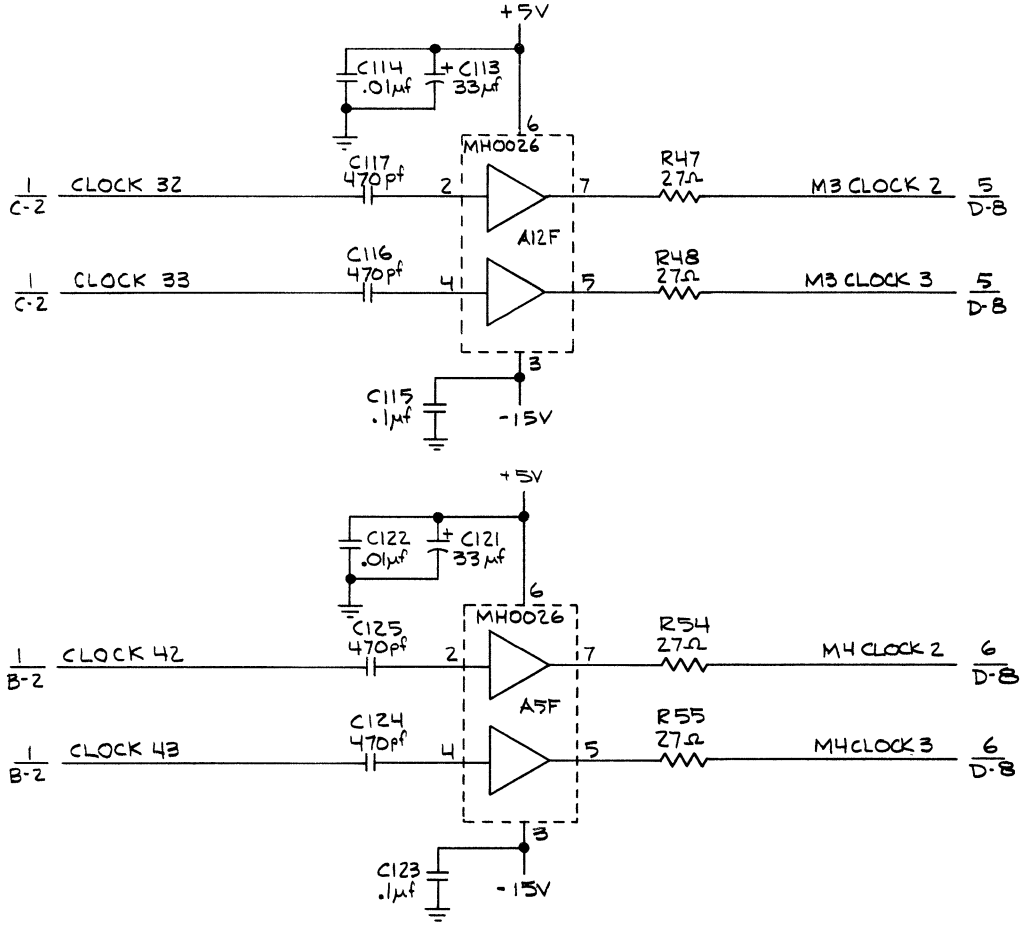 +5V
C114
.01µf
+ C113
33µf
6
MH0026
1
C-2
CLOCK 32
C117
470pf
2
7
R47
27Ω
M3 CLOCK 2
5
D-8
A12F
1
C-2
CLOCK 33
C116
470pf
4
5
R48
27Ω
M3 CLOCK 3
5
D-8
3
C115
.1µf
-15V
+5V
C122
.01µf
+ C121
33µf
6
MH0026
1
B-2
CLOCK 42
C125
470pf
2
7
R54
27Ω
M4 CLOCK 2
6
D-8
A5F
1
B-2
CLOCK 43
C124
470pf
4
5
R55
27Ω
M4 CLOCK 3
6
D-8
3
C123
.1µf
-15V